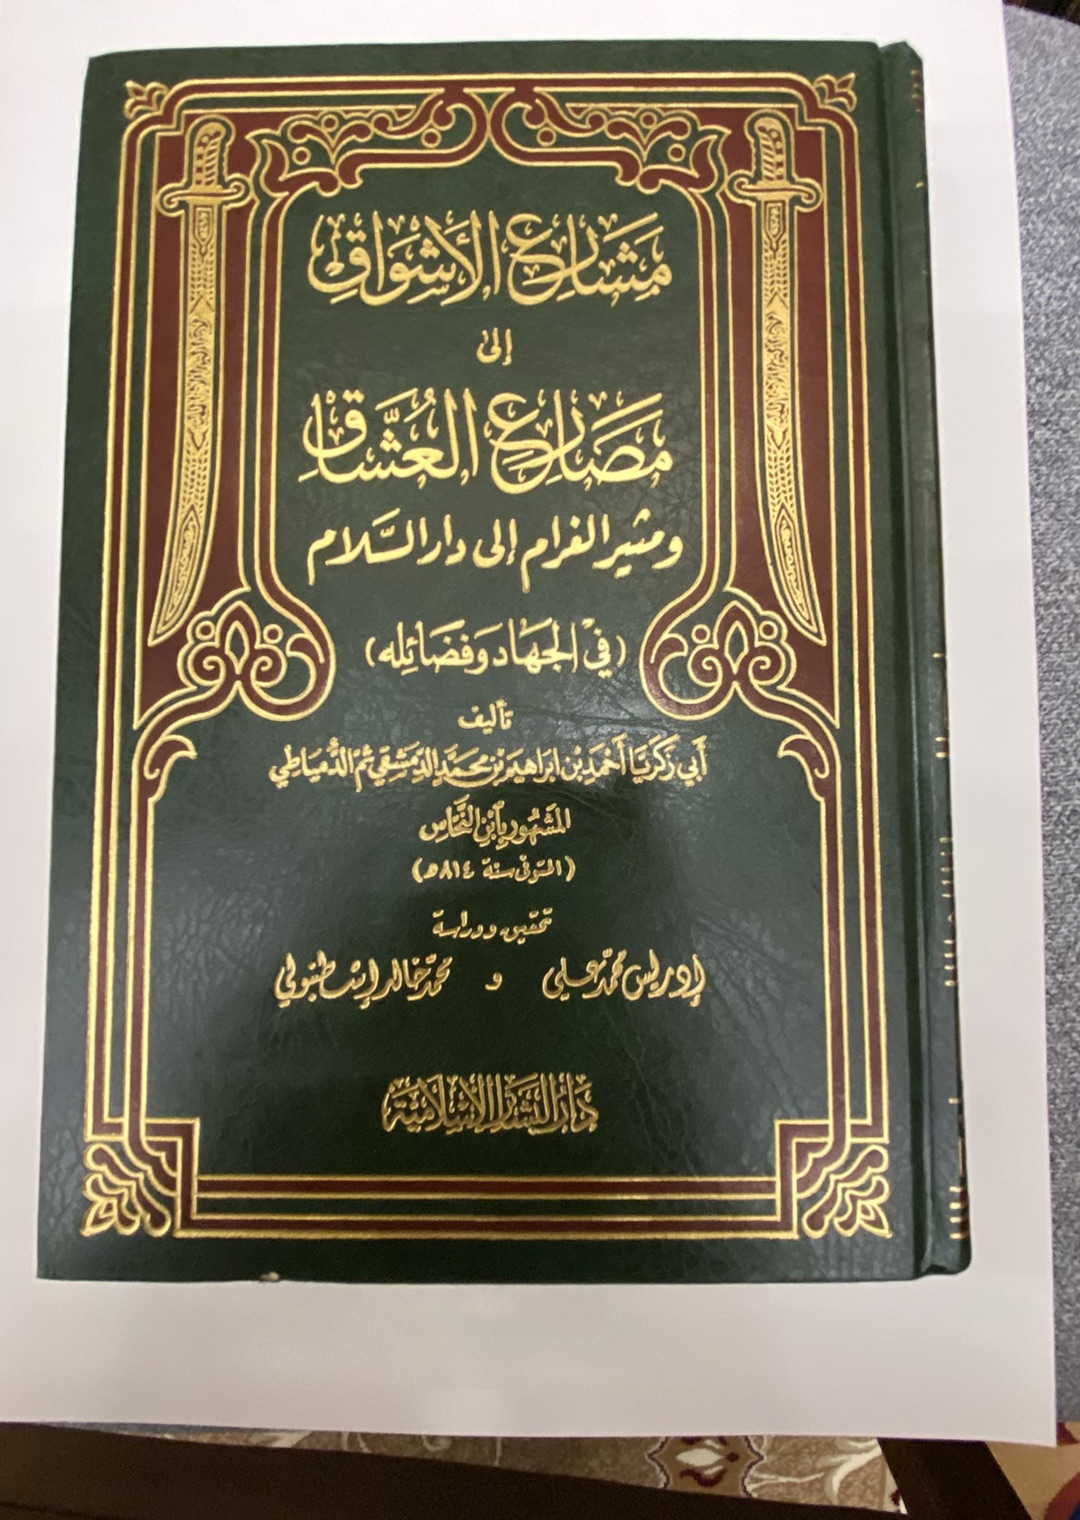 مشارع الأشواق
إلى
مصارع العشاق
ومثير الغرام إلى دار السلام
(في الجهاد وفضائله)
تأليف
أبي زكريا أحمد بن إبراهيم بن محمد الدمشقي ثم الدمياطي
المشهور بابن النحاس
(المتوفى سنة ٨١٤هـ)
تحقيق ودراسة
إدريس محمد علي و محمد خالد إسطنبولي
دار البشائر الإسلامية